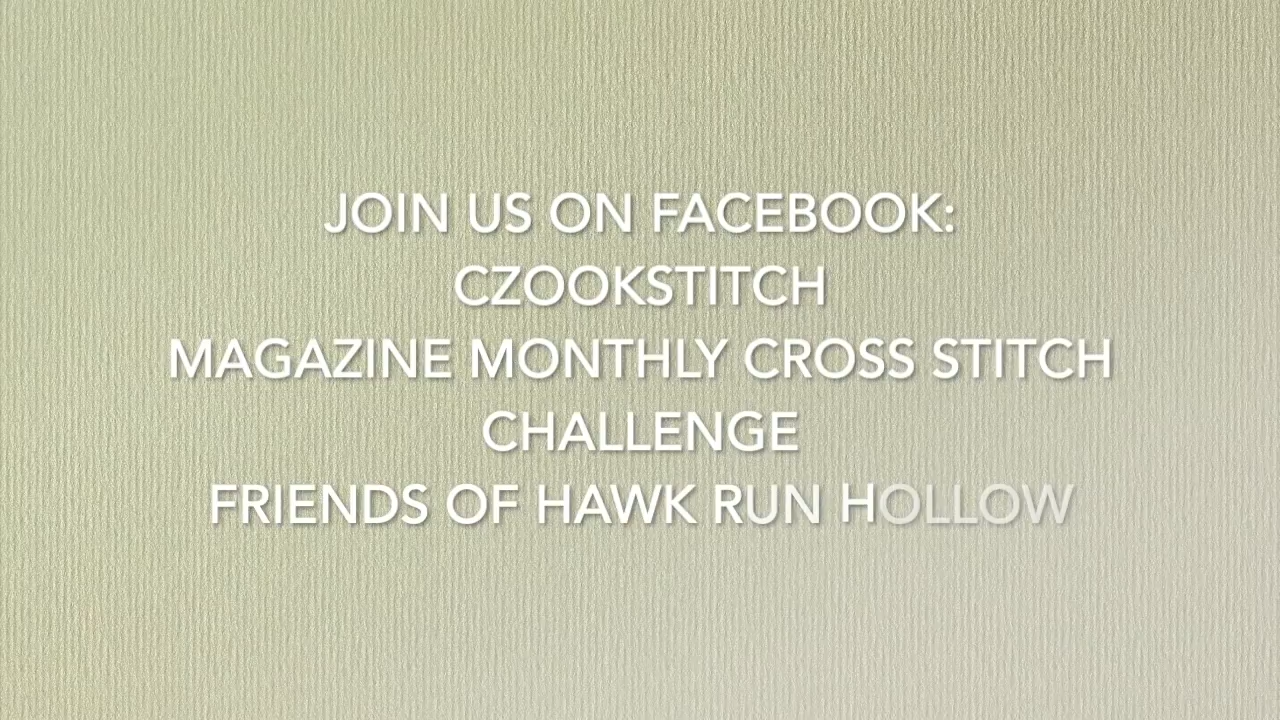 JOIN US ON FACEBOOK:
CZOOKSTITCH
MAGAZINE MONTHLY CROSS STITCH
CHALLENGE
FRIENDS OF HAWK RUN HOLLOW